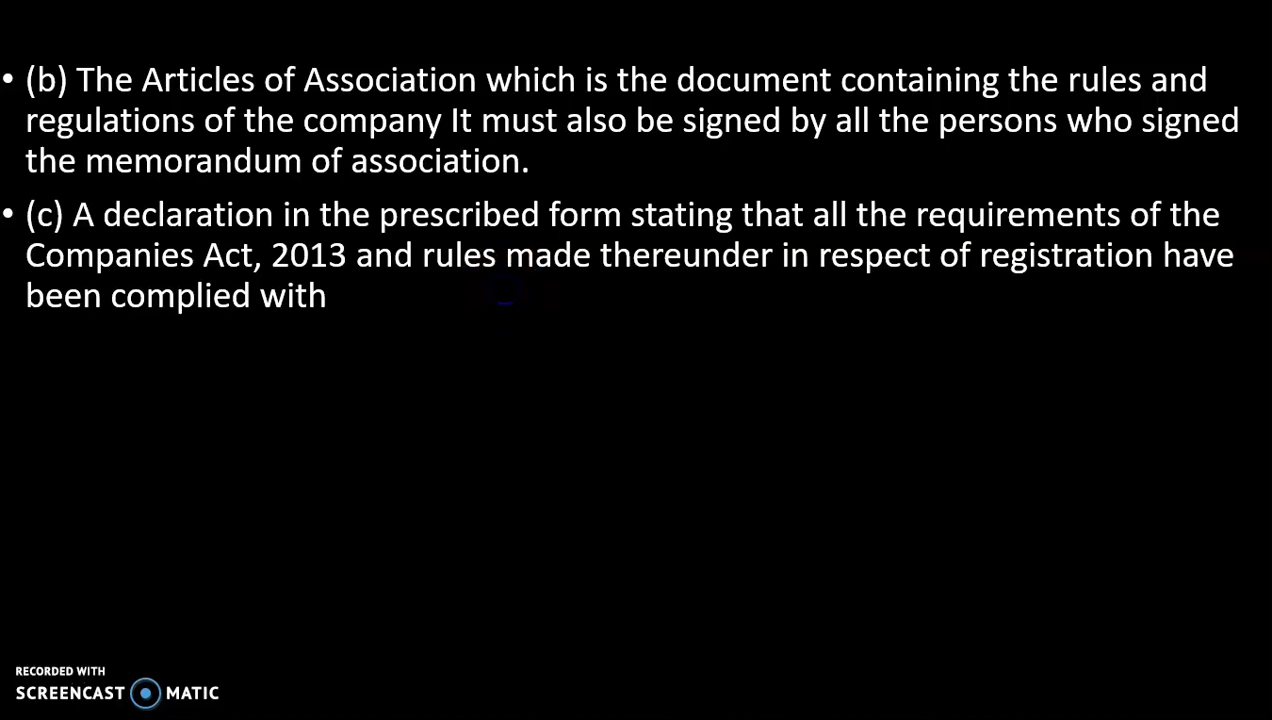 • (b) The Articles of Association which is the document containing the rules and
regulations of the company It must also be signed by all the persons who signed
the memorandum of association.
• (c) A declaration in the prescribed form stating that all the requirements of the
Companies Act, 2013 and rules made thereunder in respect of registration have
been complied with
RECORDED WITH
SCREENCAST MATIC